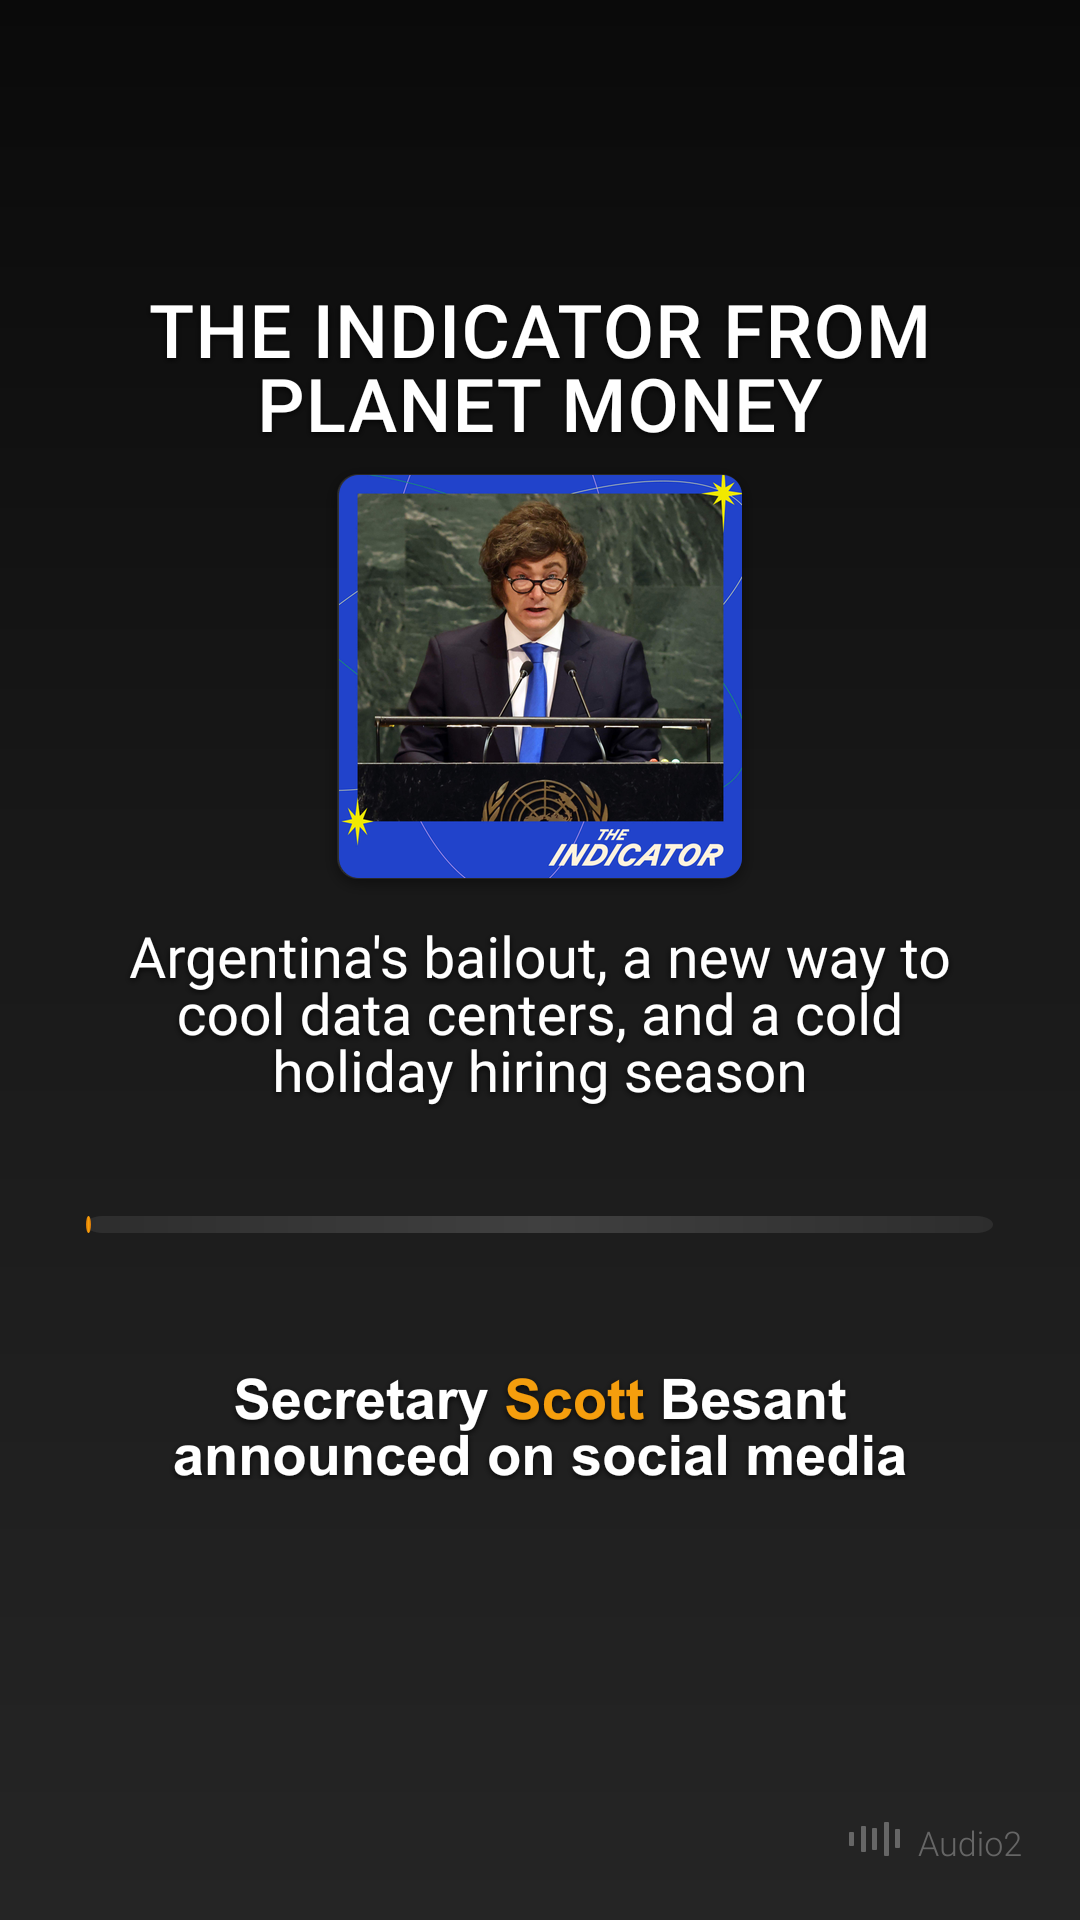 THE INDICATOR FROM
PLANET MONEY
THE
INDICATOR
Argentina's bailout, a new way to
cool data centers, and a cold
holiday hiring season
Secretary Scott Besant
announced on social media
Audio2